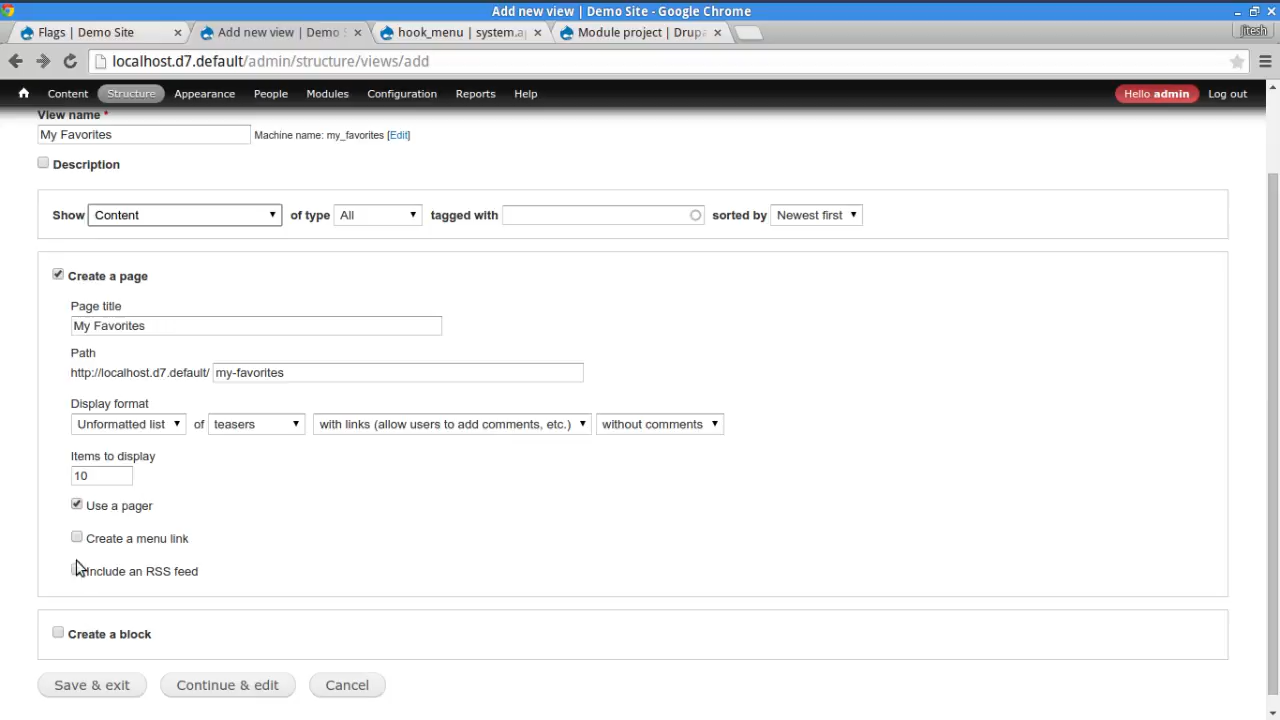 Add new view | Demo Site - Google Chrome
Flags | Demo Site
Add new view | Demo S
hook_menu | system.a
Module project | Drupa
jitesh
localhost.d7.default/admin/structure/views/add
Content Structure Appearance People Modules Configuration Reports Help Hello admin Log out
View name *
My Favorites Machine name: my_favorites [Edit]
Description
Show Content of type All tagged with sorted by Newest first
Create a page
Page title
My Favorites
Path
http://localhost.d7.default/ my-favorites
Display format
Unformatted list of teasers with links (allow users to add comments, etc.) without comments
Items to display
10
Use a pager
Create a menu link
Include an RSS feed
Create a block
Save & exit Continue & edit Cancel